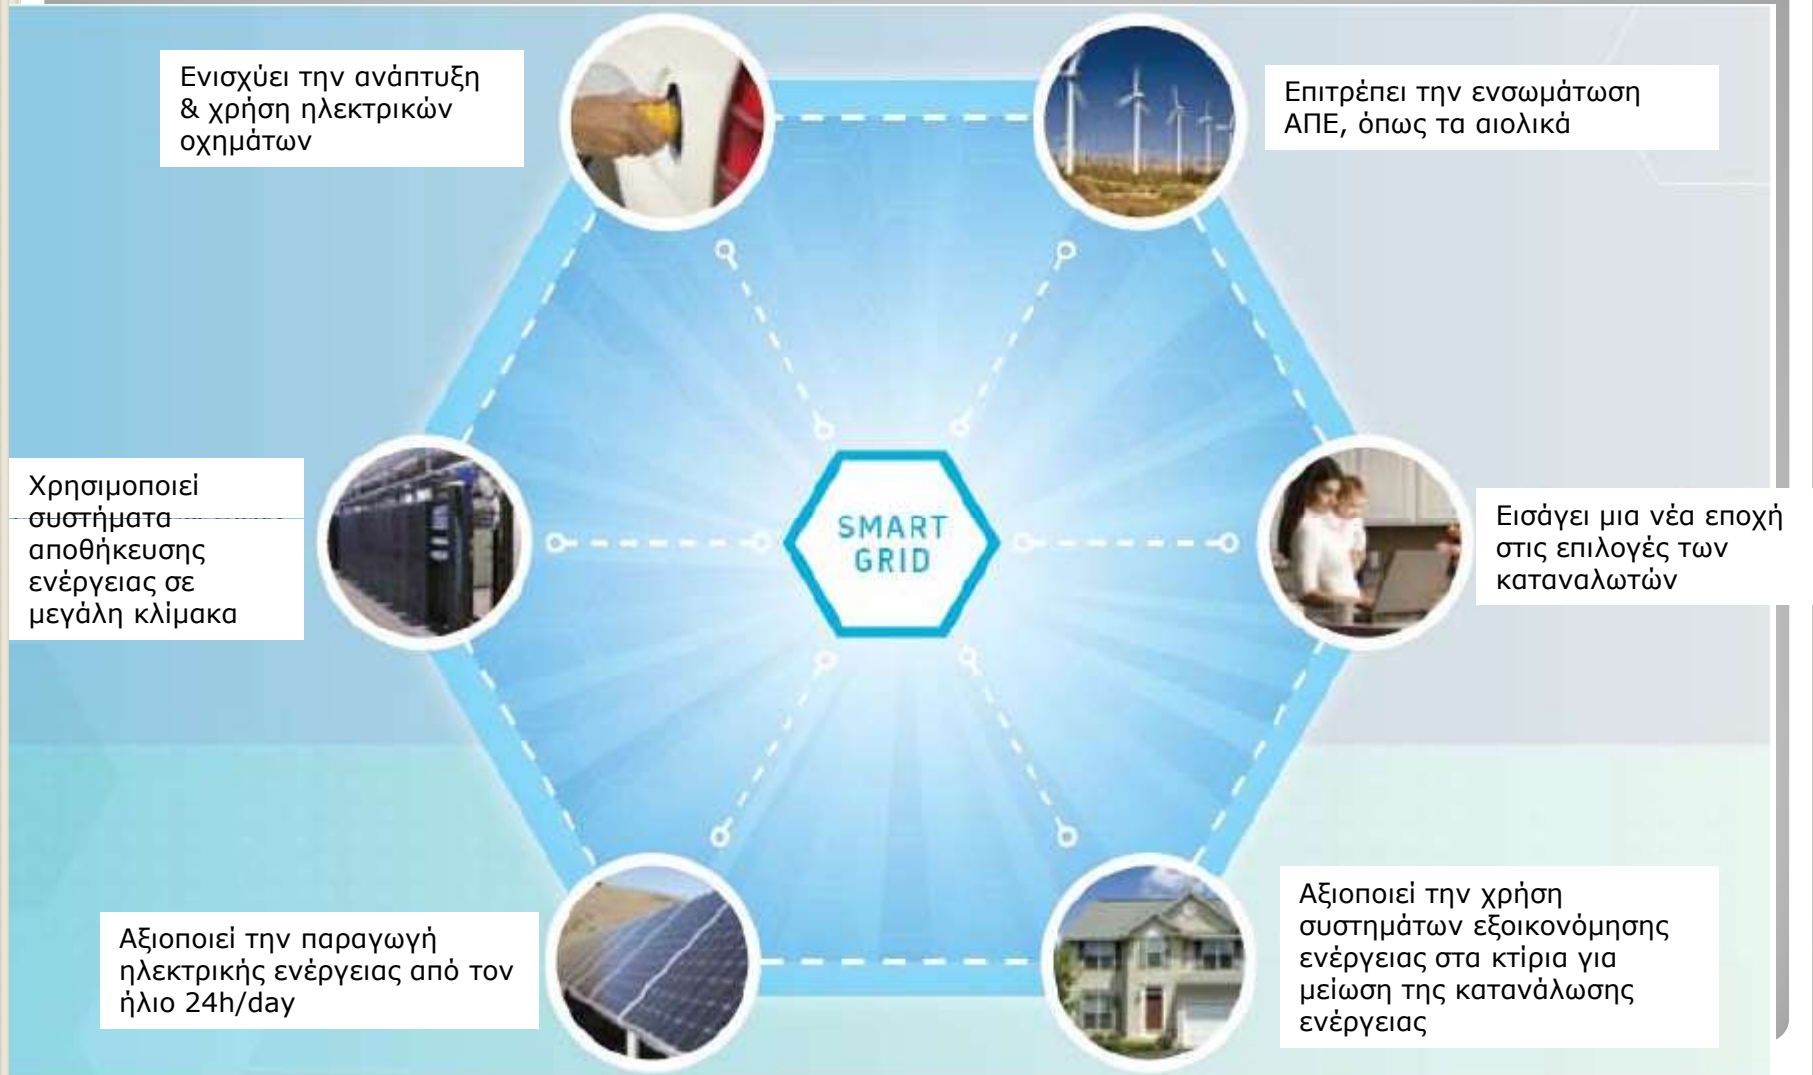 Ενισχύει την ανάπτυξη
& χρήση ηλεκτρικών
οχημάτων
Επιτρέπει την ενσωμάτωση
ΑΠΕ, όπως τα αιολικά
Χρησιμοποιεί
συστήματα
αποθήκευσης
ενέργειας σε
μεγάλη κλίμακα
SMART
GRID
Εισάγει μια νέα εποχή
στις επιλογές των
καταναλωτών
Αξιοποιεί την παραγωγή
ηλεκτρικής ενέργειας από τον
ήλιο 24h/day
Αξιοποιεί την χρήση
συστημάτων εξοικονόμησης
ενέργειας στα κτίρια για
μείωση της κατανάλωσης
ενέργειας